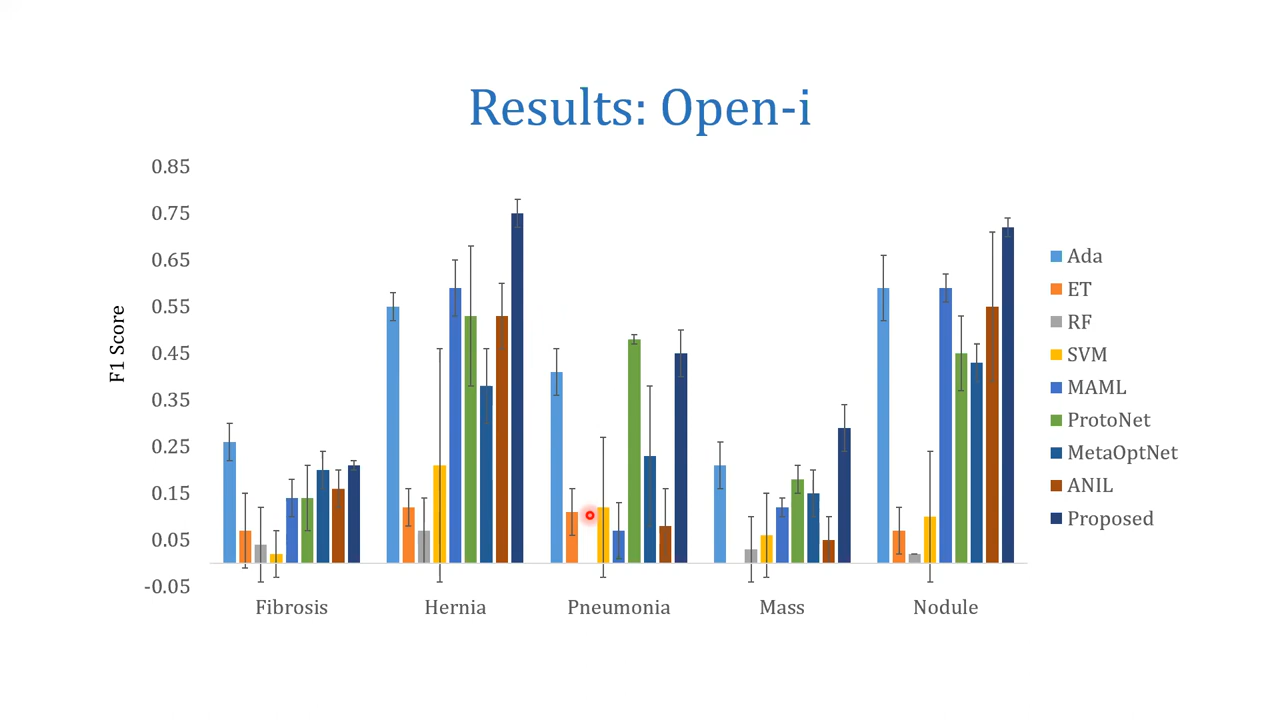 Results: Open-i
0.85
0.75
0.65
0.55
0.45
0.35
0.25
0.15
0.05
-0.05
F1 Score
Fibrosis
Hernia
Pneumonia
Mass
Nodule
Ada
ET
RF
SVM
MAML
ProtoNet
MetaOptNet
ANIL
Proposed